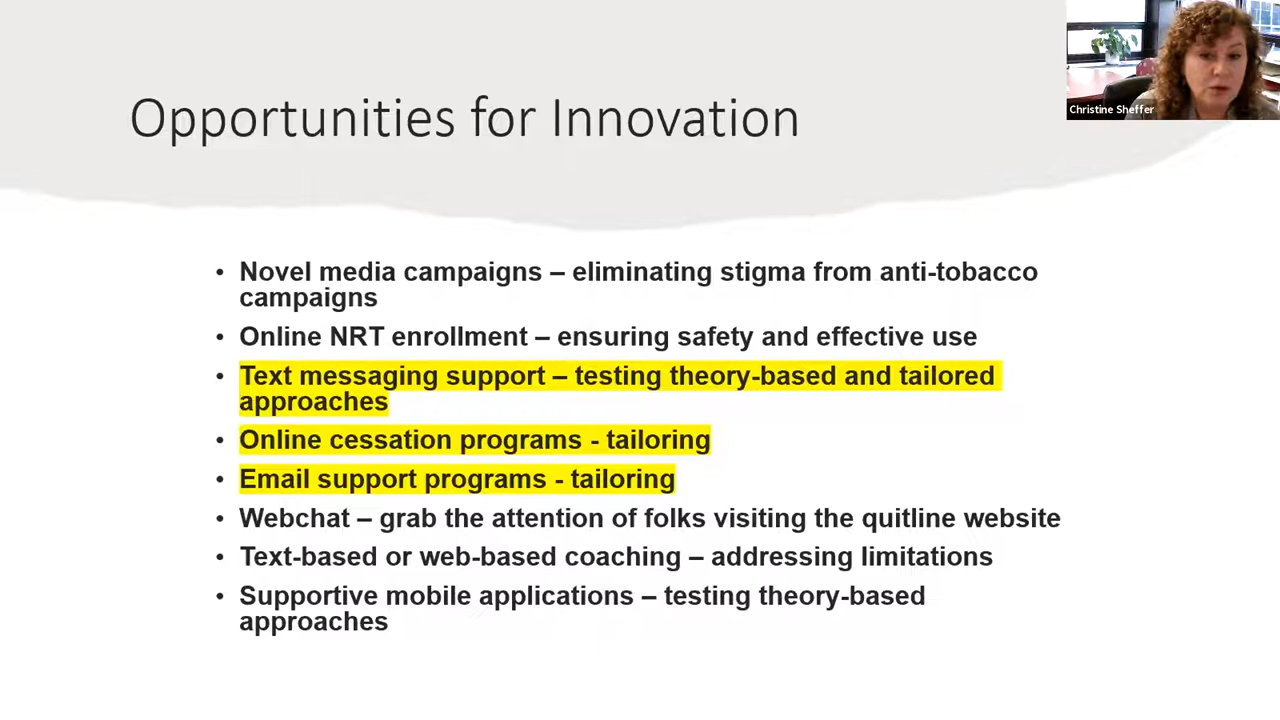 Christine Sheffer
Opportunities for Innovation
• Novel media campaigns – eliminating stigma from anti-tobacco
campaigns
• Online NRT enrollment – ensuring safety and effective use
• Text messaging support – testing theory-based and tailored
approaches
• Online cessation programs - tailoring
• Email support programs - tailoring
• Webchat – grab the attention of folks visiting the quitline website
• Text-based or web-based coaching – addressing limitations
• Supportive mobile applications – testing theory-based
approaches